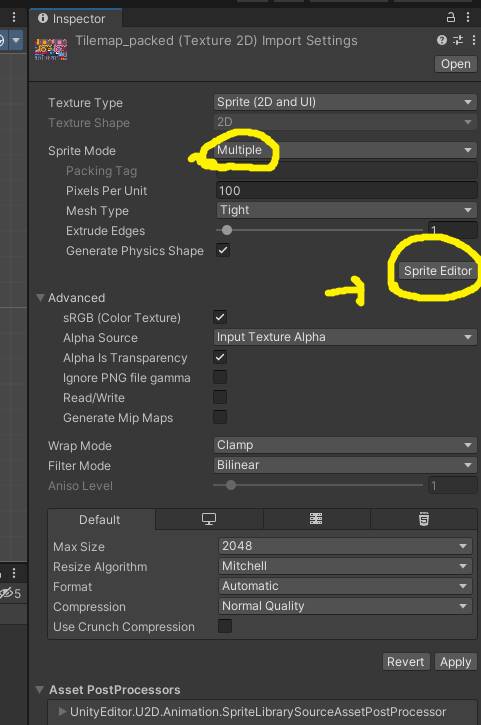 Inspector
Tilemap_packed (Texture 2D) Import Settings
Open
Texture Type Sprite (2D and UI)
Texture Shape 2D
Sprite Mode Multiple
Packing Tag
Pixels Per Unit 100
Mesh Type Tight
Extrude Edges 1
Generate Physics Shape
Sprite Editor
Advanced
sRGB (Color Texture)
Alpha Source Input Texture Alpha
Alpha Is Transparency
Ignore PNG file gamma
Read/Write
Generate Mip Maps
Wrap Mode Clamp
Filter Mode Bilinear
Aniso Level 1
Default
Max Size 2048
Resize Algorithm Mitchell
Format Automatic
5 Compression Normal Quality
Use Crunch Compression
Revert Apply
Asset PostProcessors
UnityEditor.U2D.Animation.SpriteLibrarySourceAssetPostProcessor